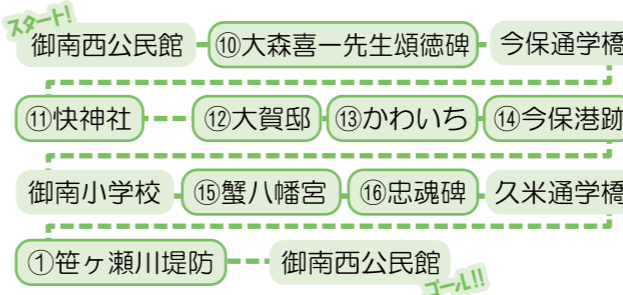 スタート!
御南西公民館 ⑩大森喜一先生頌徳碑 今保通学橋
⑪快神社 ⑫大賀邸 ⑬かわいち ⑭今保港跡
御南小学校 ⑮蟹八幡宮 ⑯忠魂碑 久米通学橋
①笹ヶ瀬川堤防 御南西公民館
ゴール!!